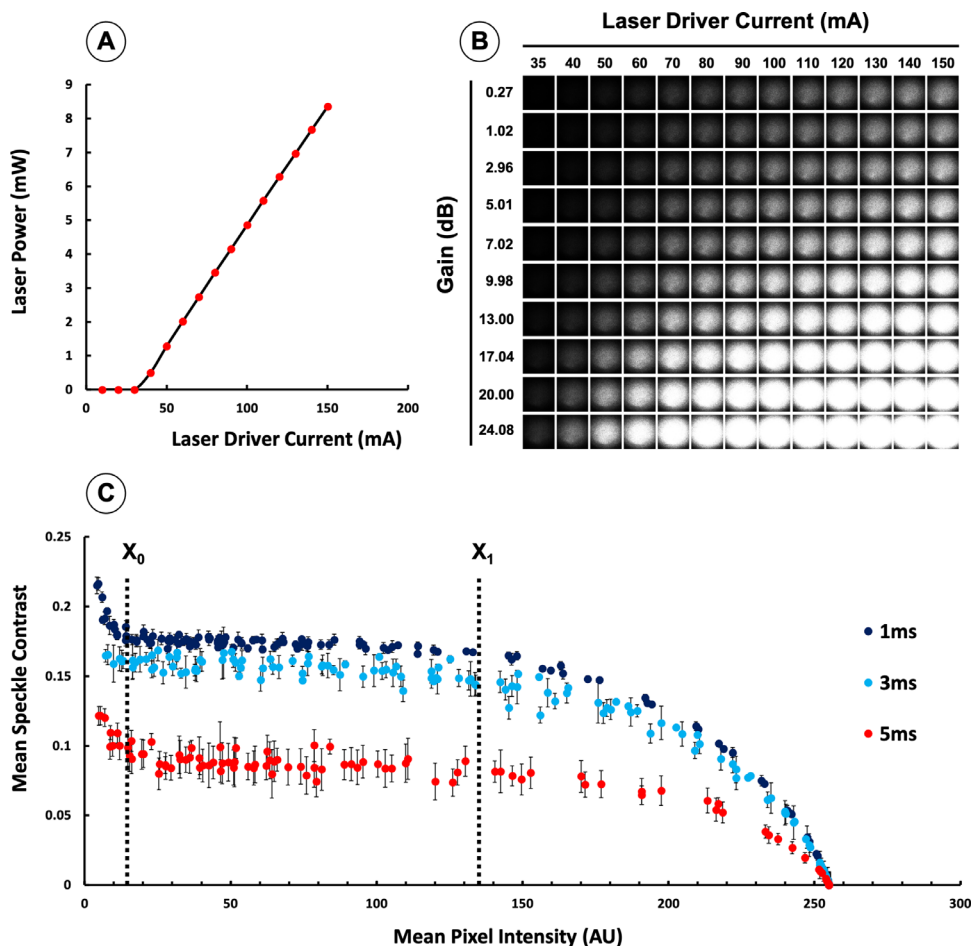 A
Laser Power (mW)
9
8
7
6
5
4
3
2
1
0
0 50 100 150 200
Laser Driver Current (mA)
B
Laser Driver Current (mA)
35 40 50 60 70 80 90 100 110 120 130 140 150
Gain (dB)
0.27
1.02
2.96
5.01
7.02
9.98
13.00
17.04
20.00
24.08
C
Mean Speckle Contrast
0.25
0.2
0.15
0.1
0.05
0
X₀
X₁
1ms
3ms
5ms
0 50 100 150 200 250 300
Mean Pixel Intensity (AU)